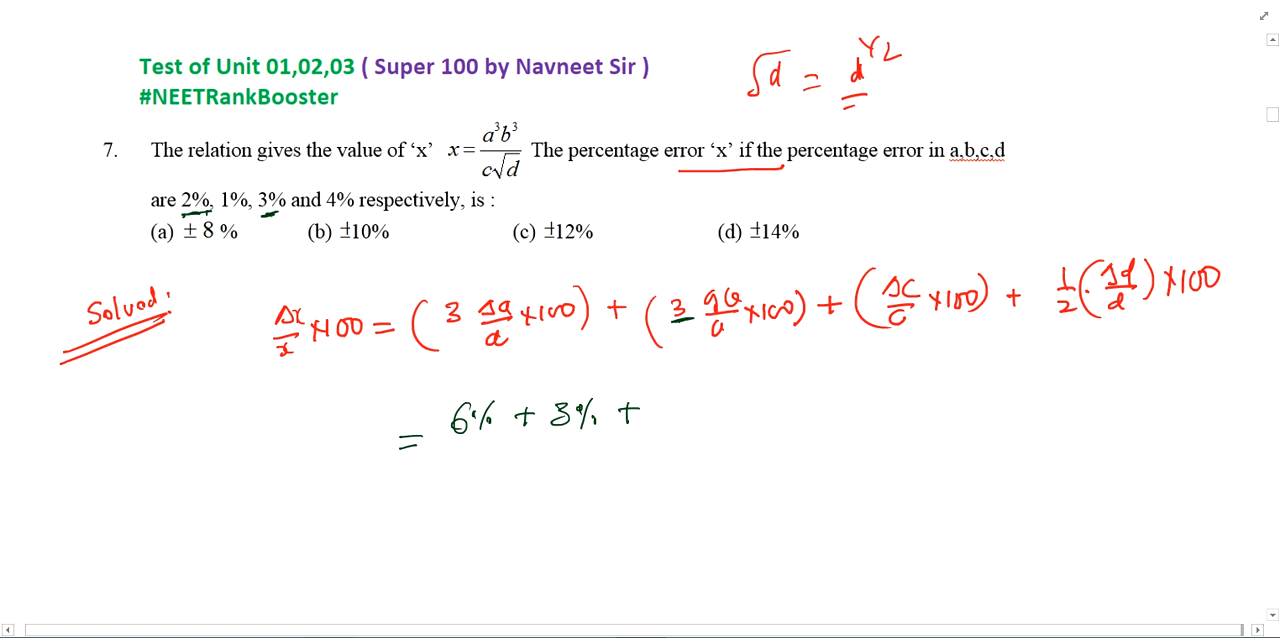 Test of Unit 01,02,03 ( Super 100 by Navneet Sir )
#NEETRankBooster
√d = d^1/2
7. The relation gives the value of ‘x’ x = a³b³ / c√d The percentage error ‘x’ if the percentage error in a,b,c,d
are 2%, 1%, 3% and 4% respectively, is :
(a) ± 8 % (b) ±10% (c) ±12% (d) ±14%
Solved:
Δx/x ×100 = (3 Δa/a ×100) + (3 ×100) + (Δc/c ×100) + 1/2 (Δd/d) ×100
= 6% + 3% +